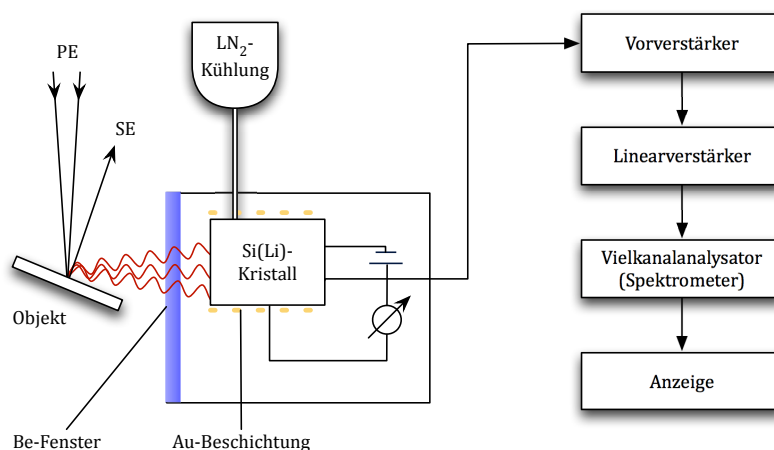 PE
SE
LN₂-
Kühlung
Si(Li)-
Kristall
Objekt
Be-Fenster
Au-Beschichtung
Vorverstärker
Linearverstärker
Vielkanalanalysator
(Spektrometer)
Anzeige